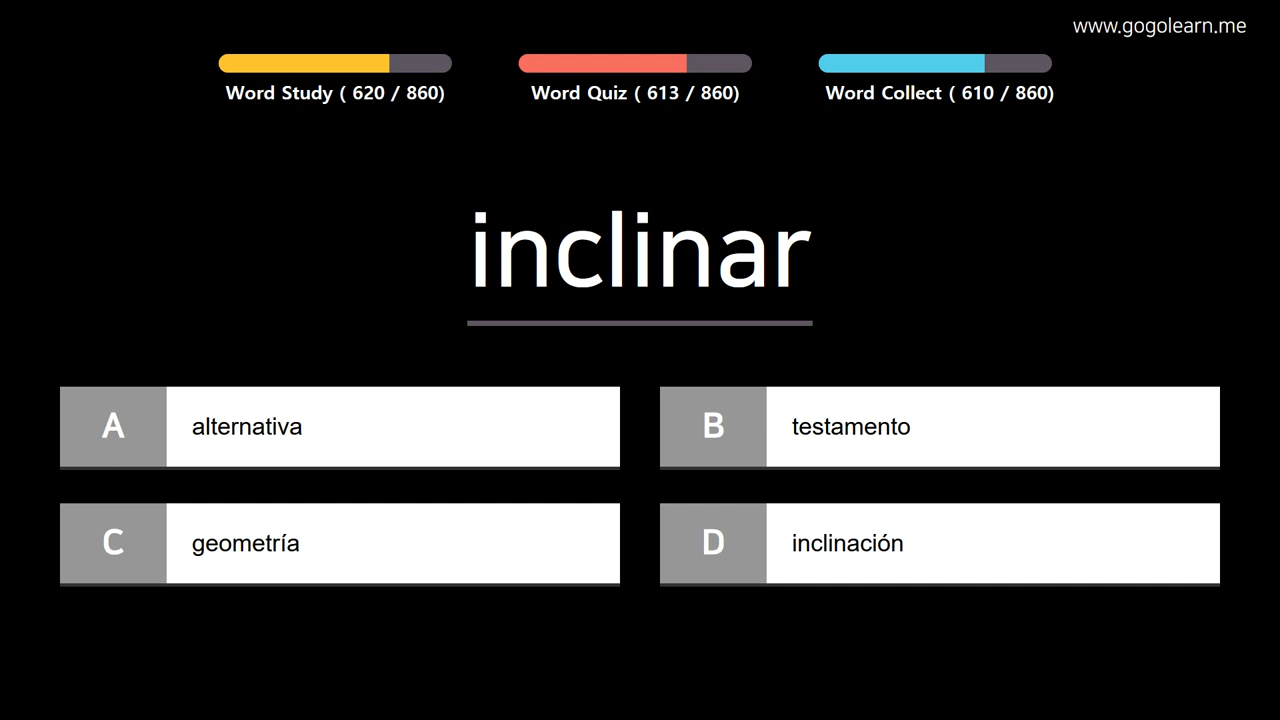 www.gogolearn.me
Word Study ( 620 / 860)
Word Quiz ( 613 / 860)
Word Collect ( 610 / 860)
inclinar
A alternativa
B testamento
C geometría
D inclinación